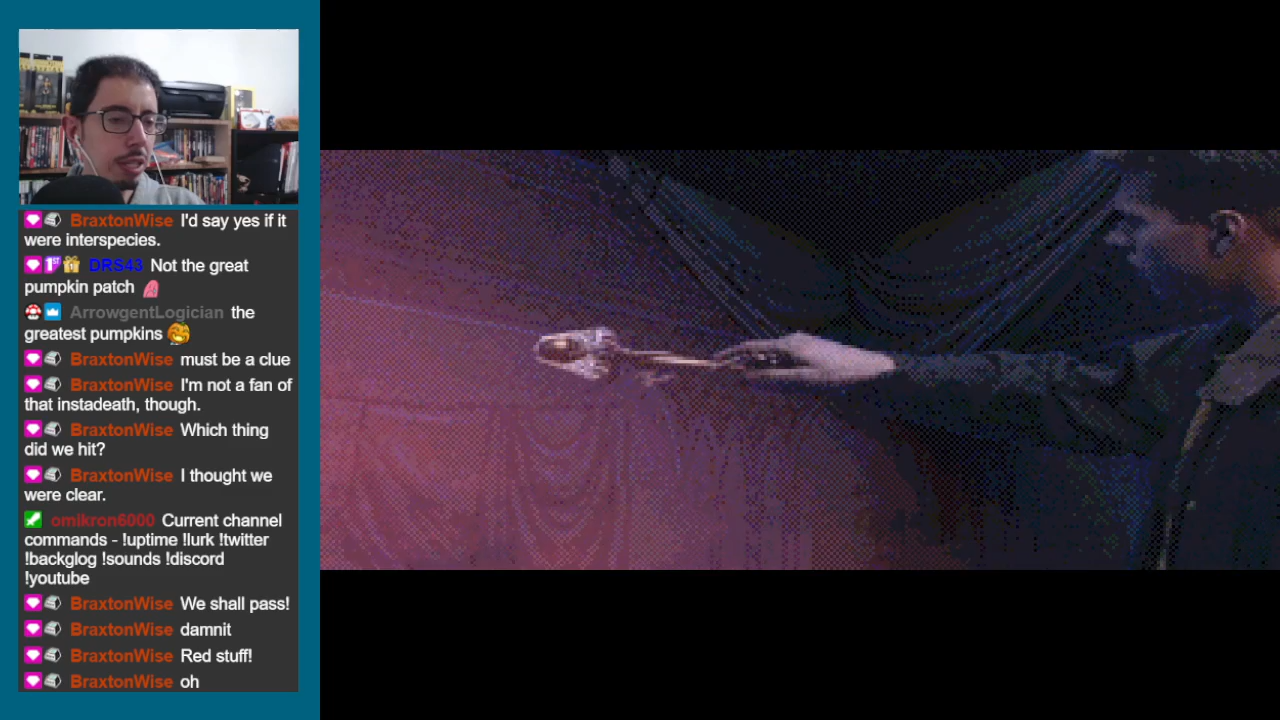 BraxtonWise I'd say yes if it
were interspecies.
DRS43 Not the great
pumpkin patch
ArrowgentLogician the
greatest pumpkins
BraxtonWise must be a clue
BraxtonWise I'm not a fan of
that instadeath, though.
BraxtonWise Which thing
did we hit?
BraxtonWise I thought we
were clear.
omikron6000 Current channel
commands - !uptime !lurk !twitter
!backglog !sounds !discord
!youtube
BraxtonWise We shall pass!
BraxtonWise damnit
BraxtonWise Red stuff!
BraxtonWise oh